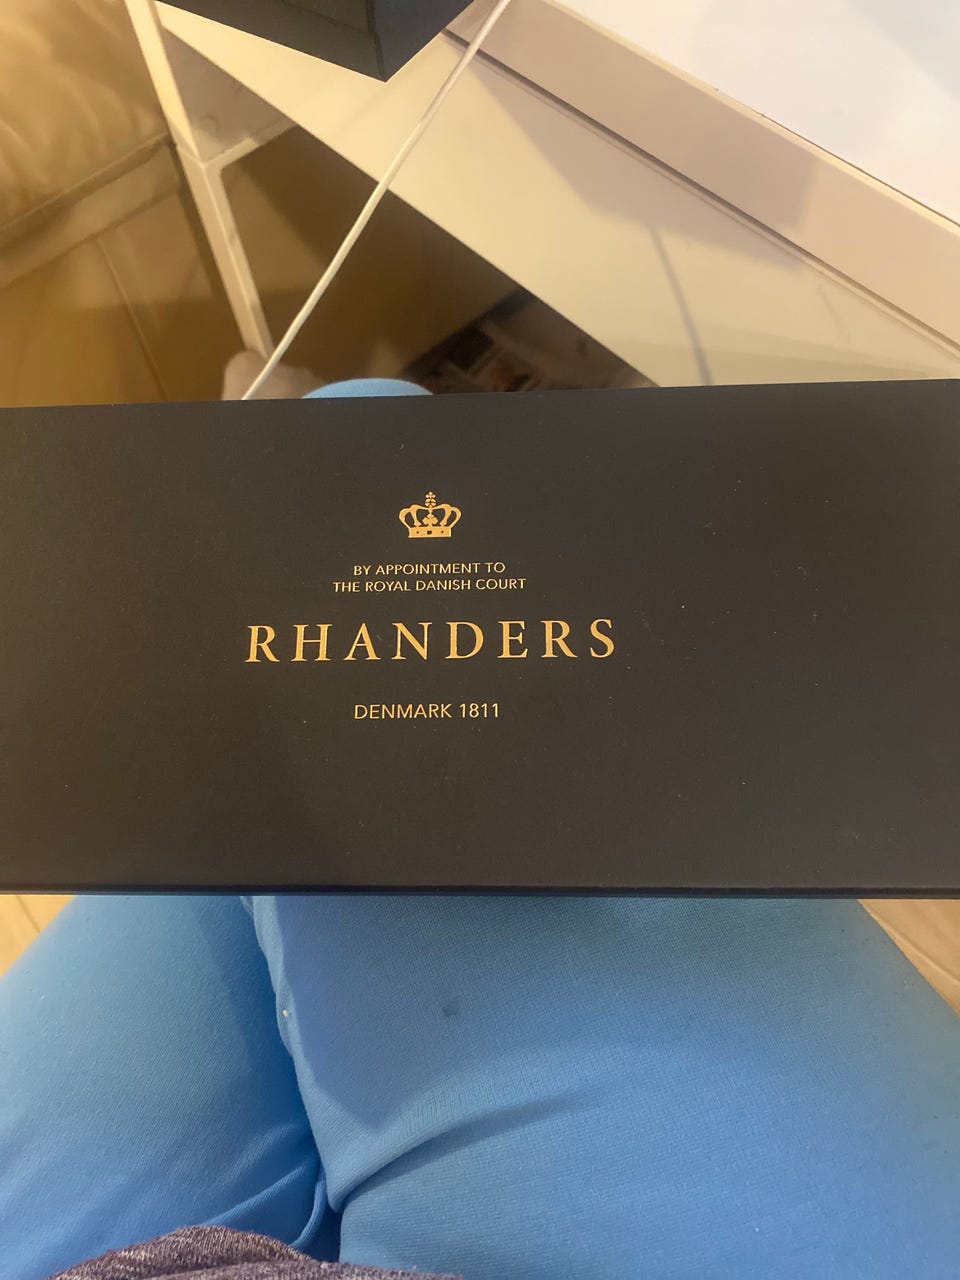 BY APPOINTMENT TO
THE ROYAL DANISH COURT
RHANDERS
DENMARK 1811